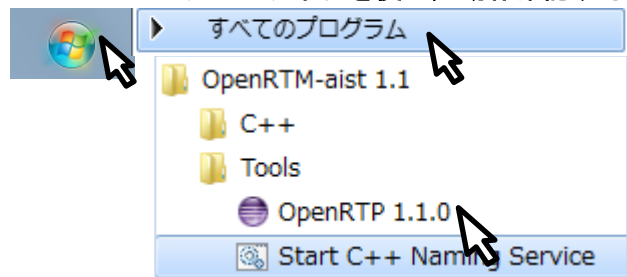 すべてのプログラム
OpenRTM-aist 1.1
C++
Tools
OpenRTP 1.1.0
Start C++ Naming Service